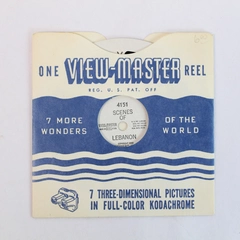 ONE VIEW-MASTER REEL
REG. U. S. PAT. OFF.
4151
SCENES
OF
LEBANON
7 MORE
WONDERS
OF THE
WORLD
7 THREE-DIMENSIONAL PICTURES
IN FULL-COLOR KODACHROME